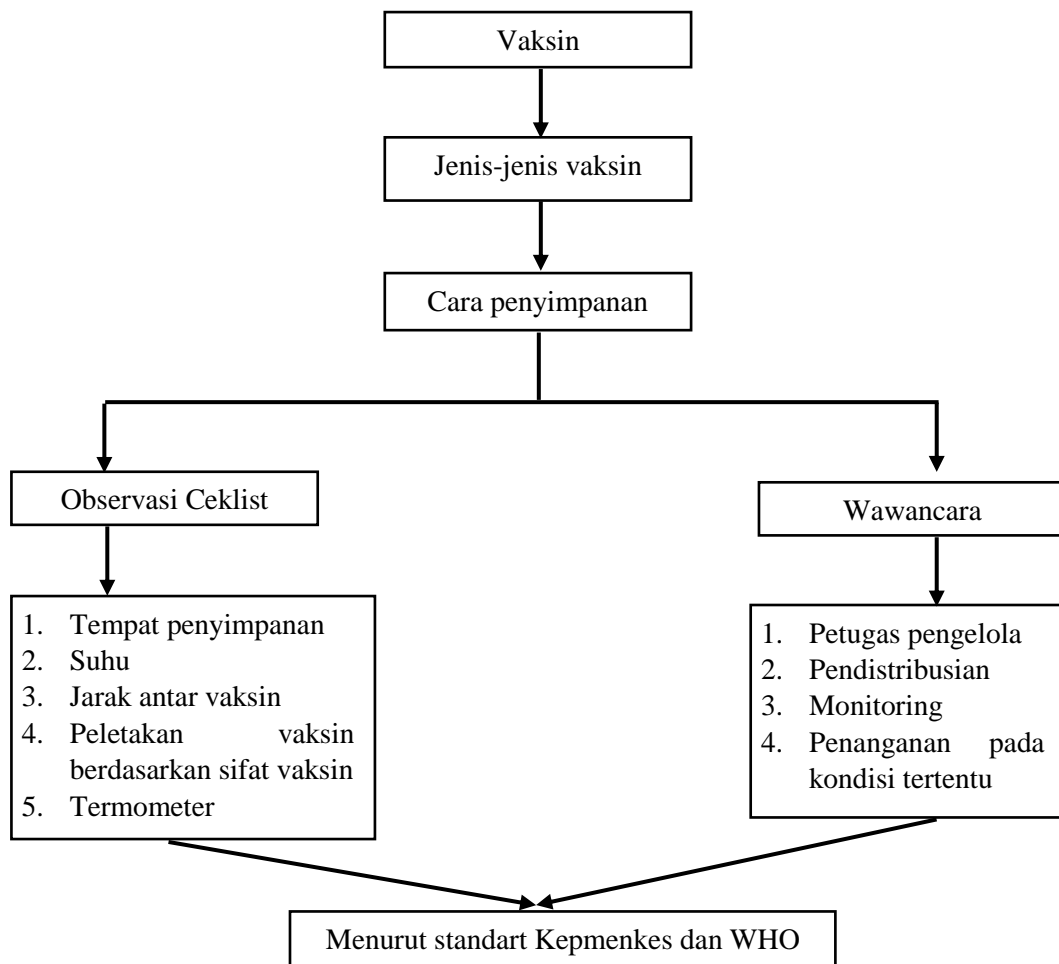 Vaksin
Jenis-jenis vaksin
Cara penyimpanan
Observasi Ceklist
Wawancara
1. Tempat penyimpanan
2. Suhu
3. Jarak antar vaksin
4. Peletakan vaksin
berdasarkan sifat vaksin
5. Termometer
1. Petugas pengelola
2. Pendistribusian
3. Monitoring
4. Penanganan pada
kondisi tertentu
Menurut standart Kepmenkes dan WHO